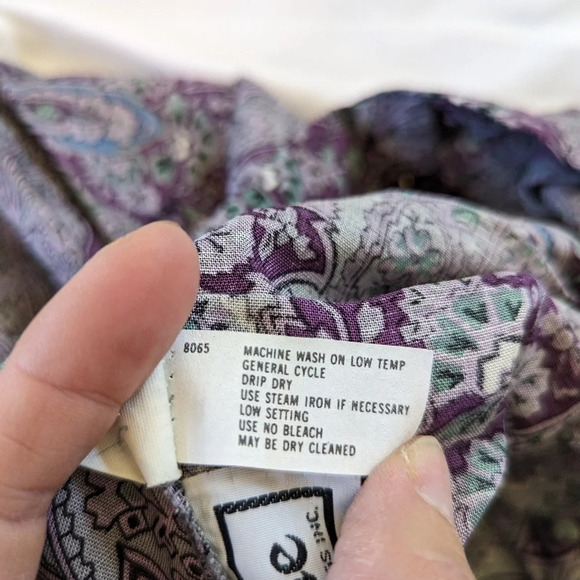 8065 MACHINE WASH ON LOW TEMP
GENERAL CYCLE
DRIP DRY
USE STEAM IRON IF NECESSARY
LOW SETTING
USE NO BLEACH
MAY BE DRY CLEANED